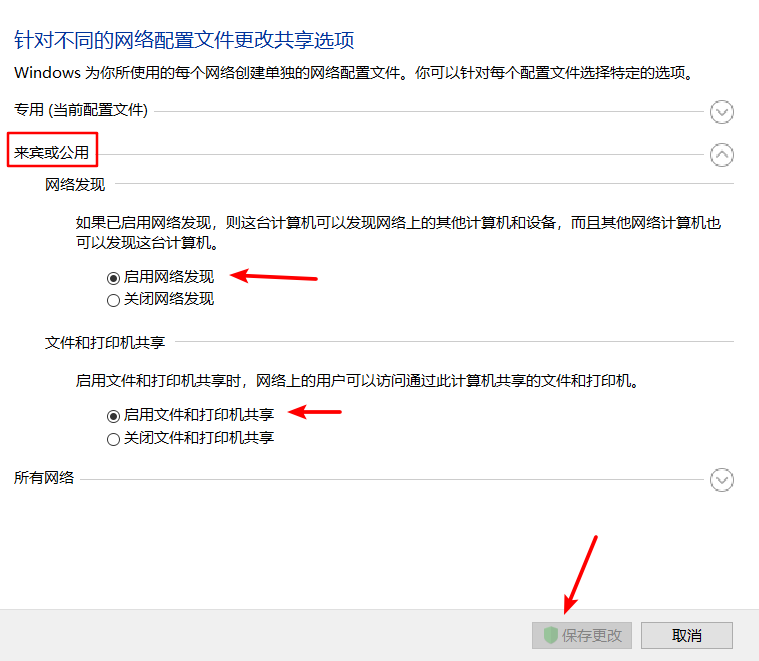 针对不同的网络配置文件更改共享选项
Windows 为你所使用的每个网络创建单独的网络配置文件。你可以针对每个配置文件选择特定的选项。
专用 (当前配置文件)
来宾或公用
网络发现
如果已启用网络发现，则这台计算机可以发现网络上的其他计算机和设备，而且其他网络计算机也
可以发现这台计算机。
启用网络发现
关闭网络发现
文件和打印机共享
启用文件和打印机共享时，网络上的用户可以访问通过此计算机共享的文件和打印机。
启用文件和打印机共享
关闭文件和打印机共享
所有网络
保存更改
取消